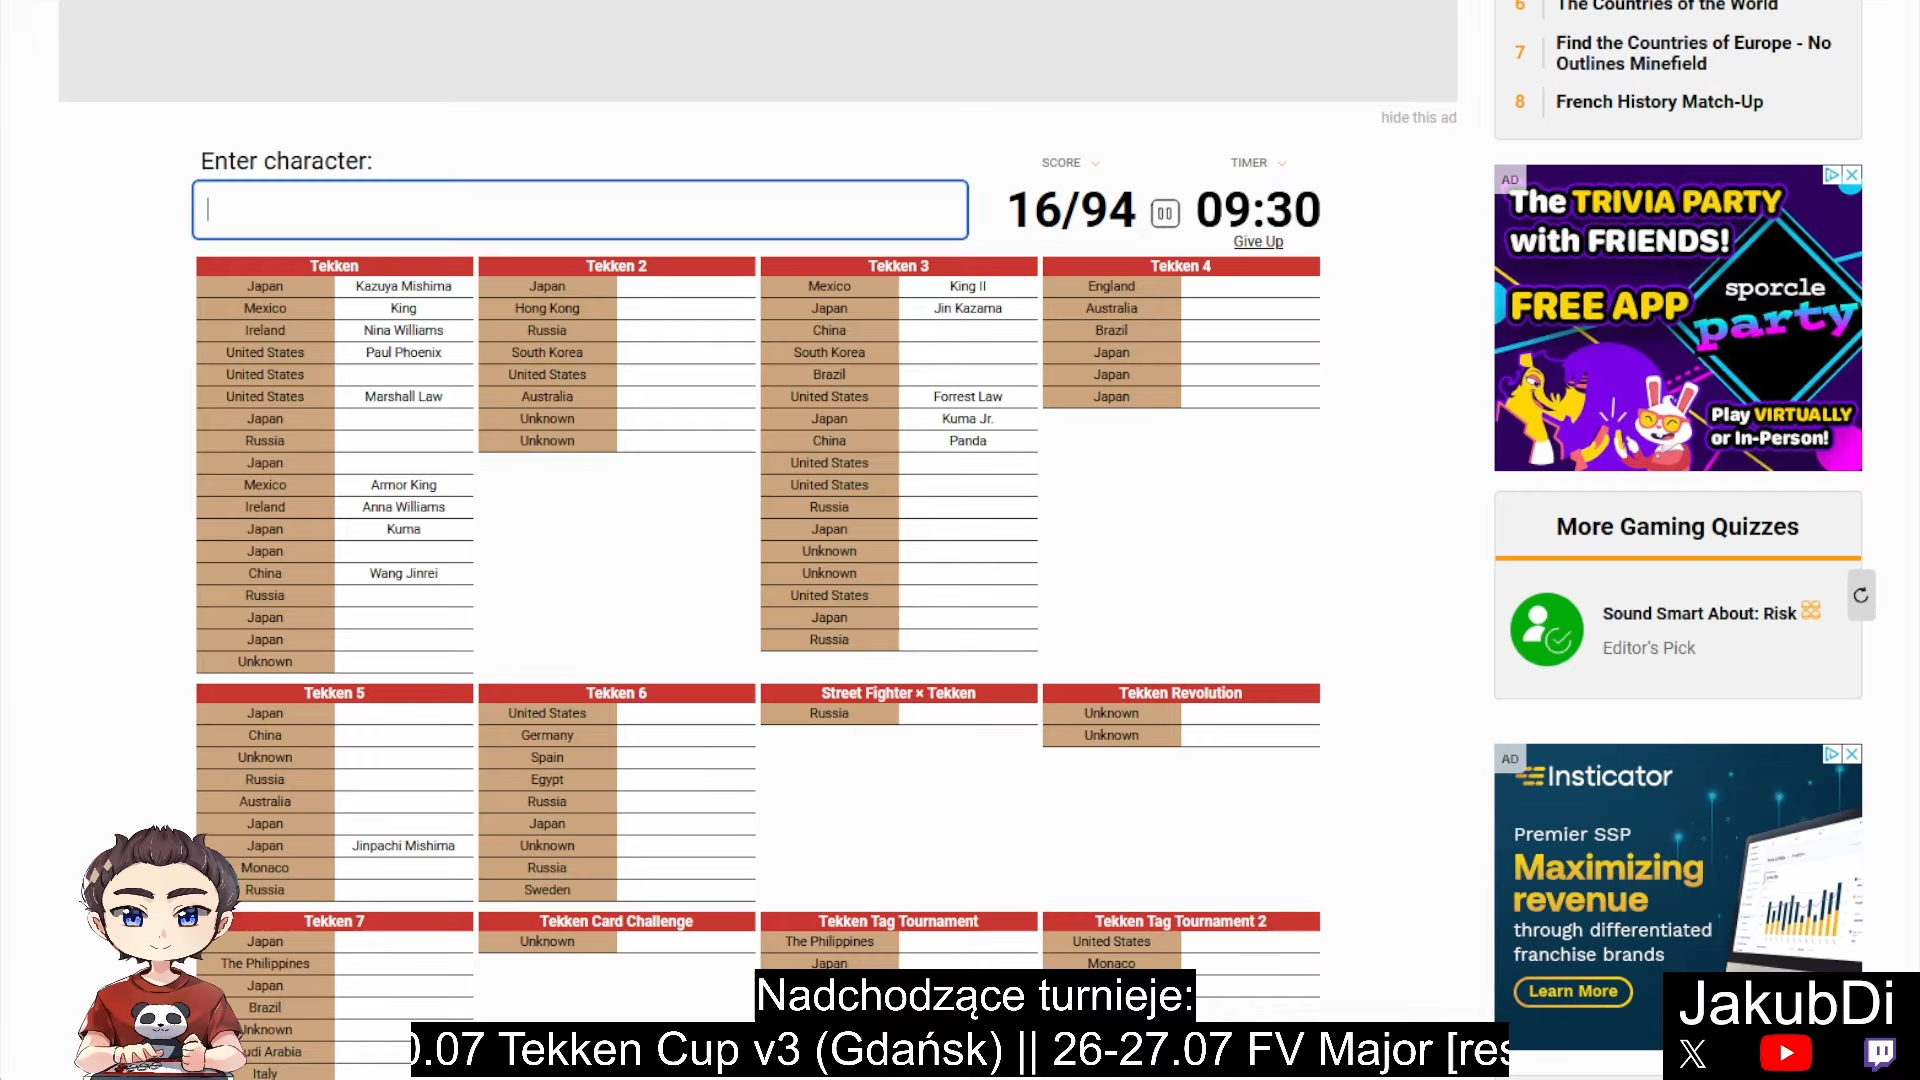 6 The Countries of the World
7 Find the Countries of Europe - No Outlines Minefield
8 French History Match-Up
hide this ad
Enter character:
SCORE
TIMER
16/94
09:30
Give Up
Tekken
Japan Kazuya Mishima
Mexico King
Ireland Nina Williams
United States Paul Phoenix
United States
United States Marshall Law
Japan
Russia
Japan
Mexico Armor King
Ireland Anna Williams
Japan Kuma
Japan
China Wang Jinrei
Russia
Japan
Japan
Unknown
Tekken 2
Japan
Hong Kong
Russia
South Korea
United States
Australia
Unknown
Unknown
Tekken 3
Mexico King II
Japan Jin Kazama
China
South Korea
Brazil
United States Forrest Law
Japan Kuma Jr.
China Panda
United States
United States
Russia
Japan
Unknown
Unknown
United States
Japan
Russia
Tekken 4
England
Australia
Brazil
Japan
Japan
Japan
Tekken 5
Japan
China
Unknown
Russia
Australia
Japan
Japan Jinpachi Mishima
Monaco
Russia
Tekken 6
United States
Germany
Spain
Egypt
Russia
Japan
Unknown
Russia
Sweden
Street Fighter × Tekken
Russia
Tekken Revolution
Unknown
Unknown
Tekken 7
Japan
The Philippines
Japan
Brazil
Unknown
udi Arabia
Italy
Tekken Card Challenge
Unknown
Tekken Tag Tournament
The Philippines
Japan
Tekken Tag Tournament 2
United States
Monaco
AD
The TRIVIA PARTY
with FRIENDS!
FREE APP
sporcle
party
Play VIRTUALLY
or In-Person!
More Gaming Quizzes
Sound Smart About: Risk
Editor's Pick
AD
Insticator
Premier SSP
Maximizing
revenue
through differentiated
franchise brands
Learn More
Nadchodzące turnieje:
0.07 Tekken Cup v3 (Gdańsk) || 26-27.07 FV Major [res
JakubDi